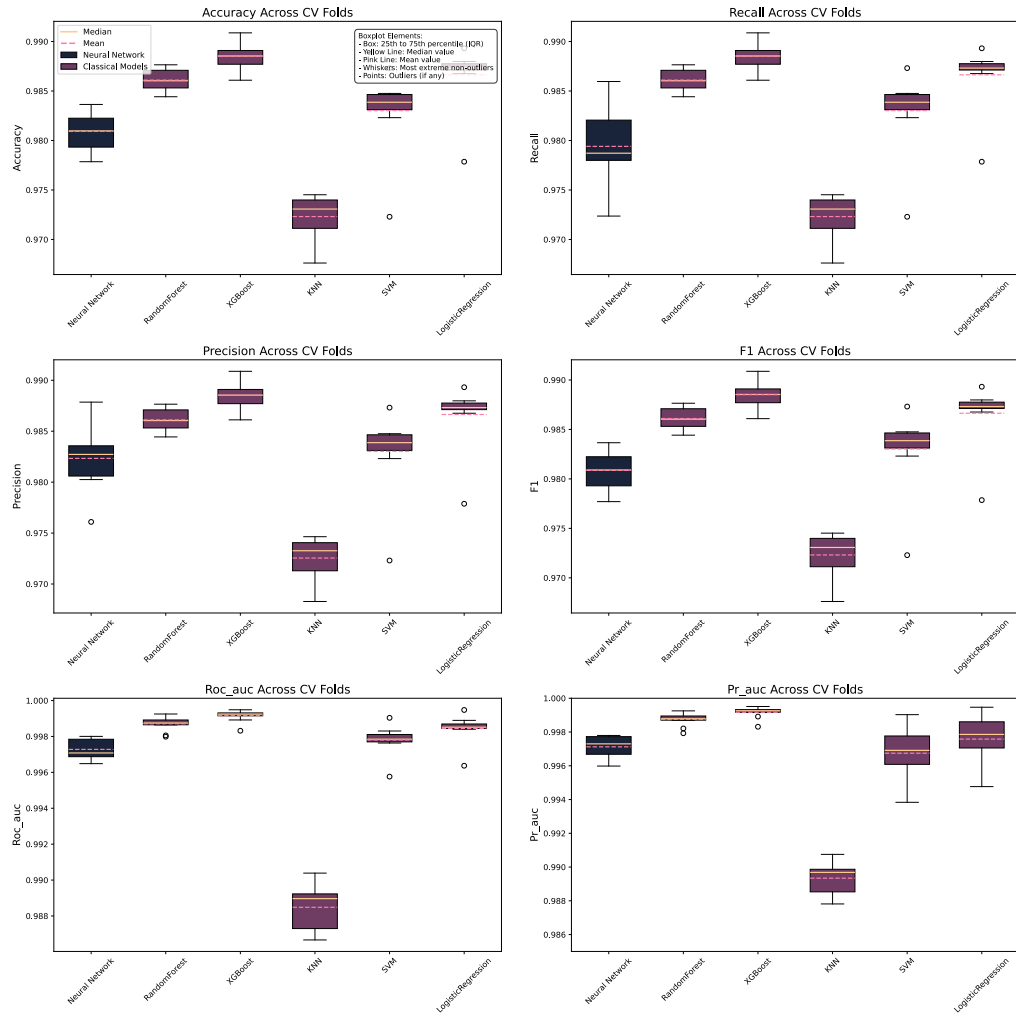 Accuracy Across CV Folds
Median
Mean
Neural Network
Classical Models
Boxplot Elements:
- Box: 25th to 75th percentile (IQR)
- Yellow Line: Median value
- Pink Line: Mean value
- Whiskers: Most extreme non-outliers
- Points: Outliers (if any)
0.990
0.985
0.980
0.975
0.970
Accuracy
Neural Network
RandomForest
XGBoost
KNN
SVM
LogisticRegression
Recall Across CV Folds
0.990
0.985
0.980
0.975
0.970
Recall
Neural Network
RandomForest
XGBoost
KNN
SVM
LogisticRegression
Precision Across CV Folds
0.990
0.985
0.980
0.975
0.970
Precision
Neural Network
RandomForest
XGBoost
KNN
SVM
LogisticRegression
F1 Across CV Folds
0.990
0.985
0.980
0.975
0.970
F1
Neural Network
RandomForest
XGBoost
KNN
SVM
LogisticRegression
Roc_auc Across CV Folds
1.000
0.998
0.996
0.994
0.992
0.990
0.988
Roc_auc
Neural Network
RandomForest
XGBoost
KNN
SVM
LogisticRegression
Pr_auc Across CV Folds
1.000
0.998
0.996
0.994
0.992
0.990
0.988
0.986
Pr_auc
Neural Network
RandomForest
XGBoost
KNN
SVM
LogisticRegression